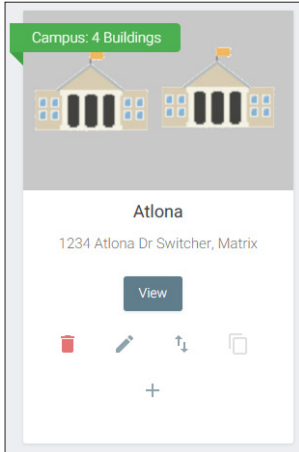 Campus: 4 Buildings
Atlona
1234 Atlona Dr Switcher, Matrix
View